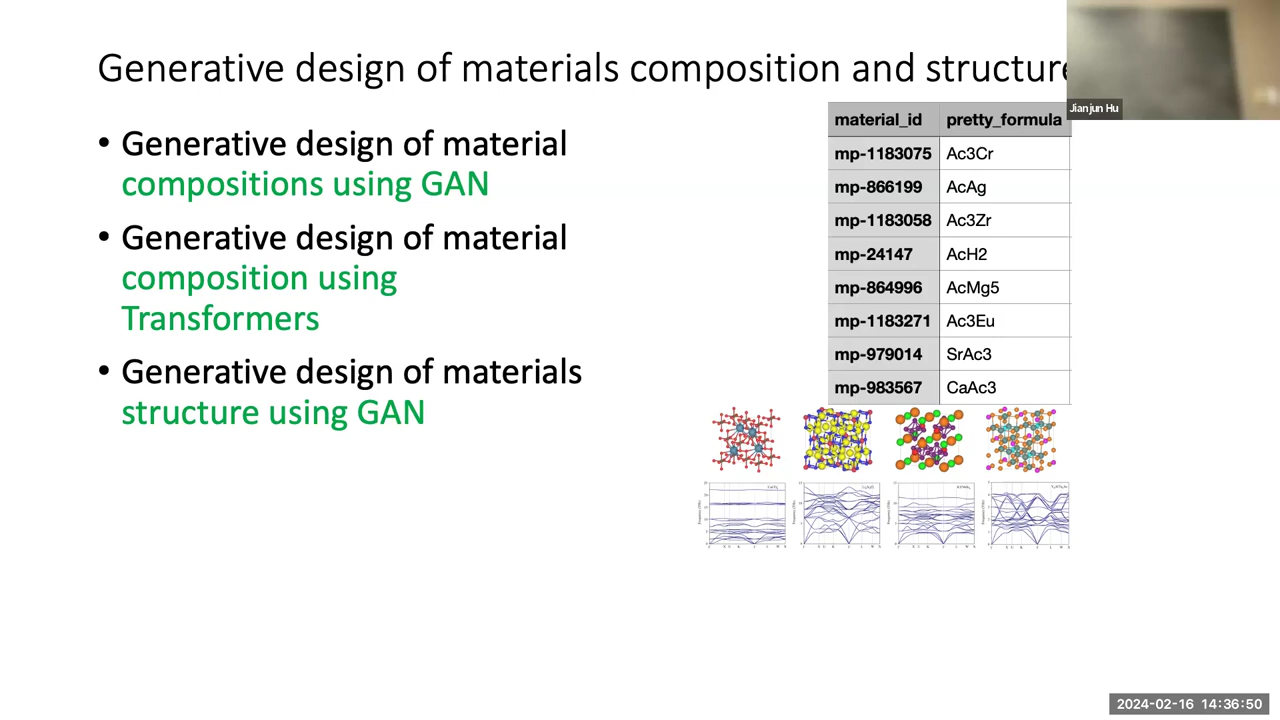 Generative design of materials composition and structure
Jianjun Hu
• Generative design of material
compositions using GAN
• Generative design of material
composition using
Transformers
• Generative design of materials
structure using GAN
material_id pretty_formula
mp-1183075 Ac3Cr
mp-866199 AcAg
mp-1183058 Ac3Zr
mp-24147 AcH2
mp-864996 AcMg5
mp-1183271 Ac3Eu
mp-979014 SrAc3
mp-983567 CaAc3
2024-02-16 14:36:50